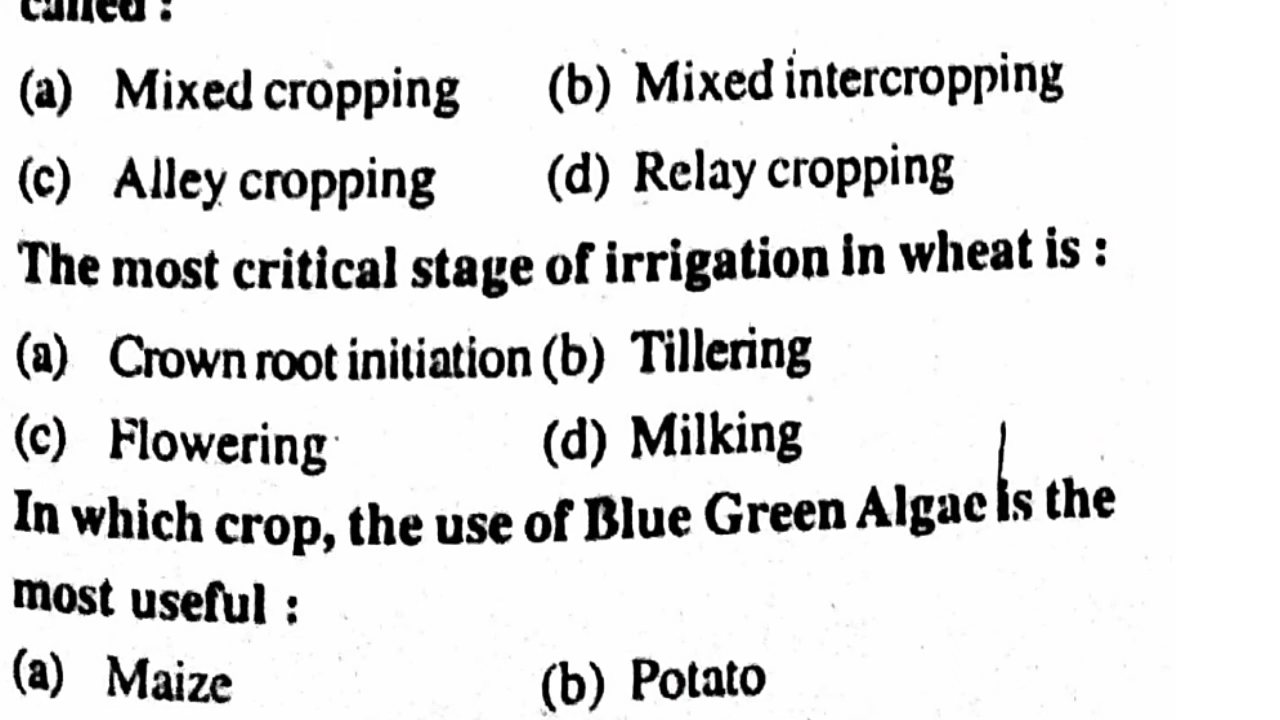 called :
(a) Mixed cropping (b) Mixed intercropping
(c) Alley cropping (d) Relay cropping
The most critical stage of irrigation in wheat is :
(a) Crown root initiation (b) Tillering
(c) Flowering (d) Milking
In which crop, the use of Blue Green Algae is the
most useful :
(a) Maize (b) Potato